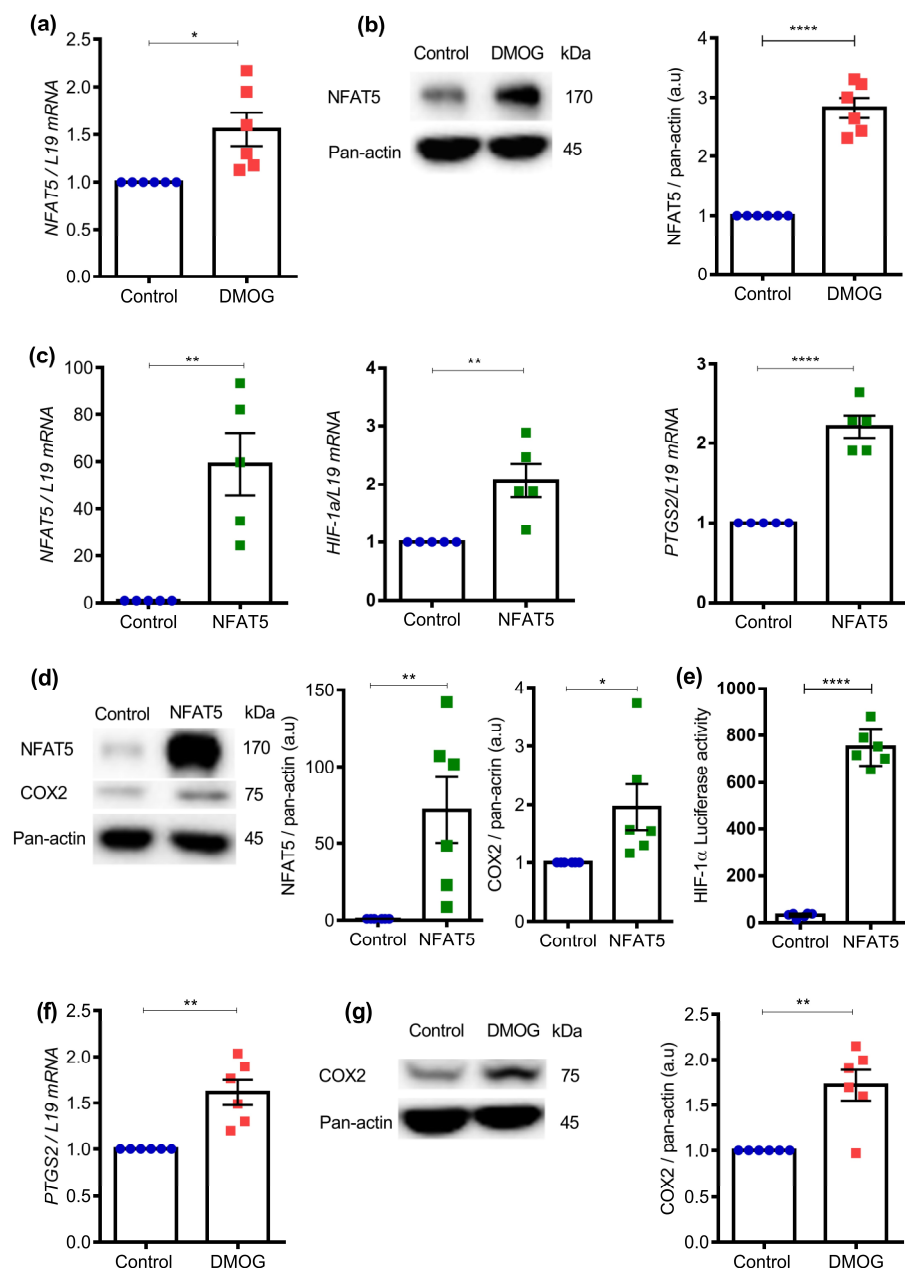 (a)
*
2.5
2.0
1.5
1.0
0.5
0.0
NFAT5 / L19 mRNA
Control DMOG
(b)
Control DMOG kDa
NFAT5 170
Pan-actin 45
****
4
3
2
1
0
NFAT5 / pan-actin (a.u)
Control DMOG
(c)
**
100
80
60
40
20
0
NFAT5 / L19 mRNA
Control NFAT5
**
4
3
2
1
0
HIF-1a/L19 mRNA
Control NFAT5
****
3
2
1
0
PTGS2/L19 mRNA
Control NFAT5
(d)
Control NFAT5 kDa
NFAT5 170
COX2 75
Pan-actin 45
**
150
100
50
0
NFAT5 / pan-actin (a.u)
Control NFAT5
*
4
3
2
1
0
COX2 / pan-acrin (a.u)
Control NFAT5
(e)
****
1000
800
600
400
200
0
HIF-1α Luciferase activity
Control NFAT5
(f)
**
2.5
2.0
1.5
1.0
0.5
0.0
PTGS2 / L19 mRNA
Control DMOG
(g)
Control DMOG kDa
COX2 75
Pan-actin 45
**
2.5
2.0
1.5
1.0
0.5
0.0
COX2 / pan-actin (a.u)
Control DMOG